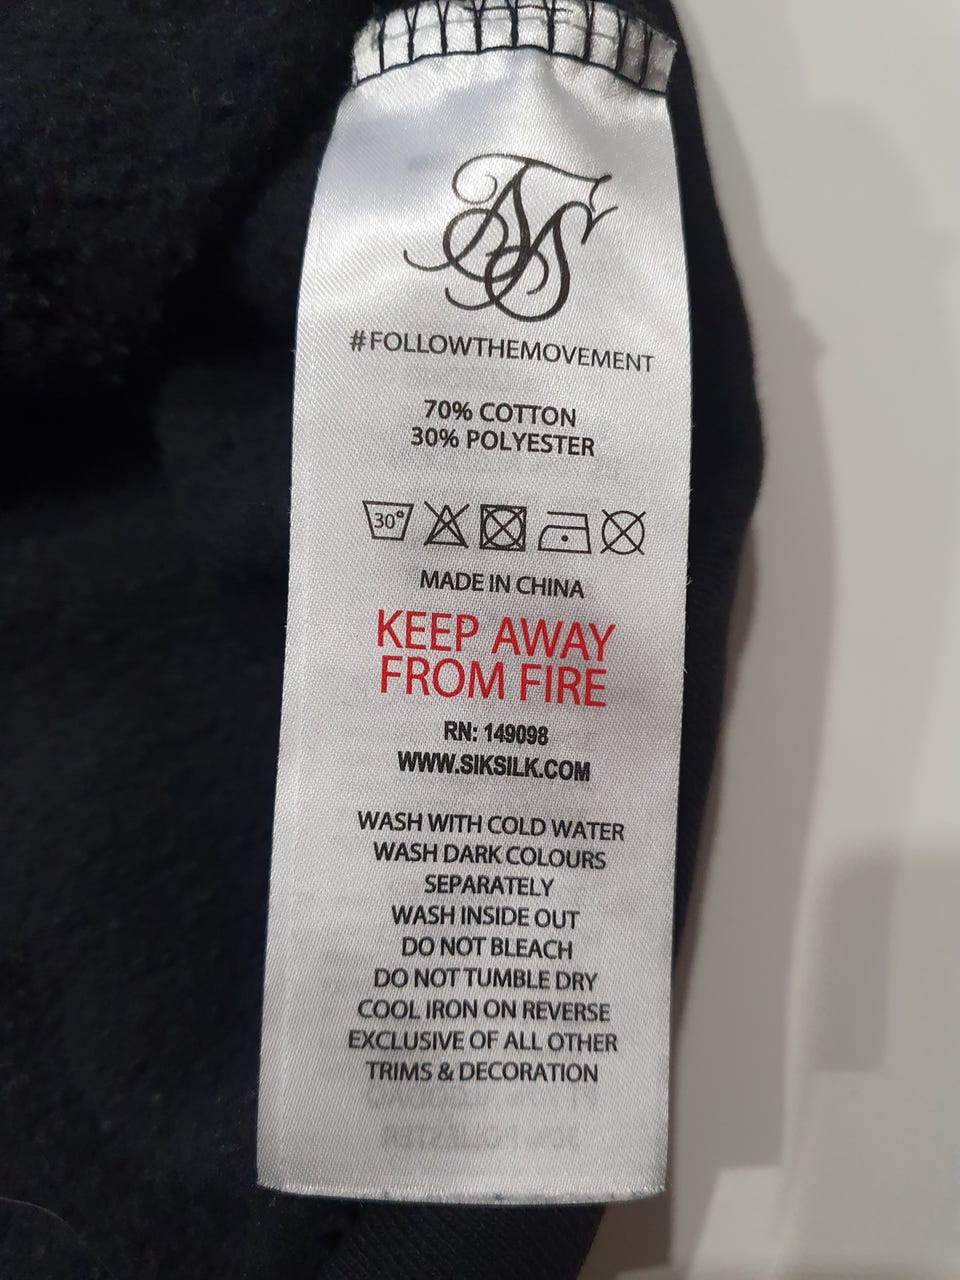 #FOLLOWTHEMOVEMENT
70% COTTON
30% POLYESTER
30°
MADE IN CHINA
KEEP AWAY
FROM FIRE
RN: 149098
WWW.SIKSILK.COM
WASH WITH COLD WATER
WASH DARK COLOURS
SEPARATELY
WASH INSIDE OUT
DO NOT BLEACH
DO NOT TUMBLE DRY
COOL IRON ON REVERSE
EXCLUSIVE OF ALL OTHER
TRIMS & DECORATION